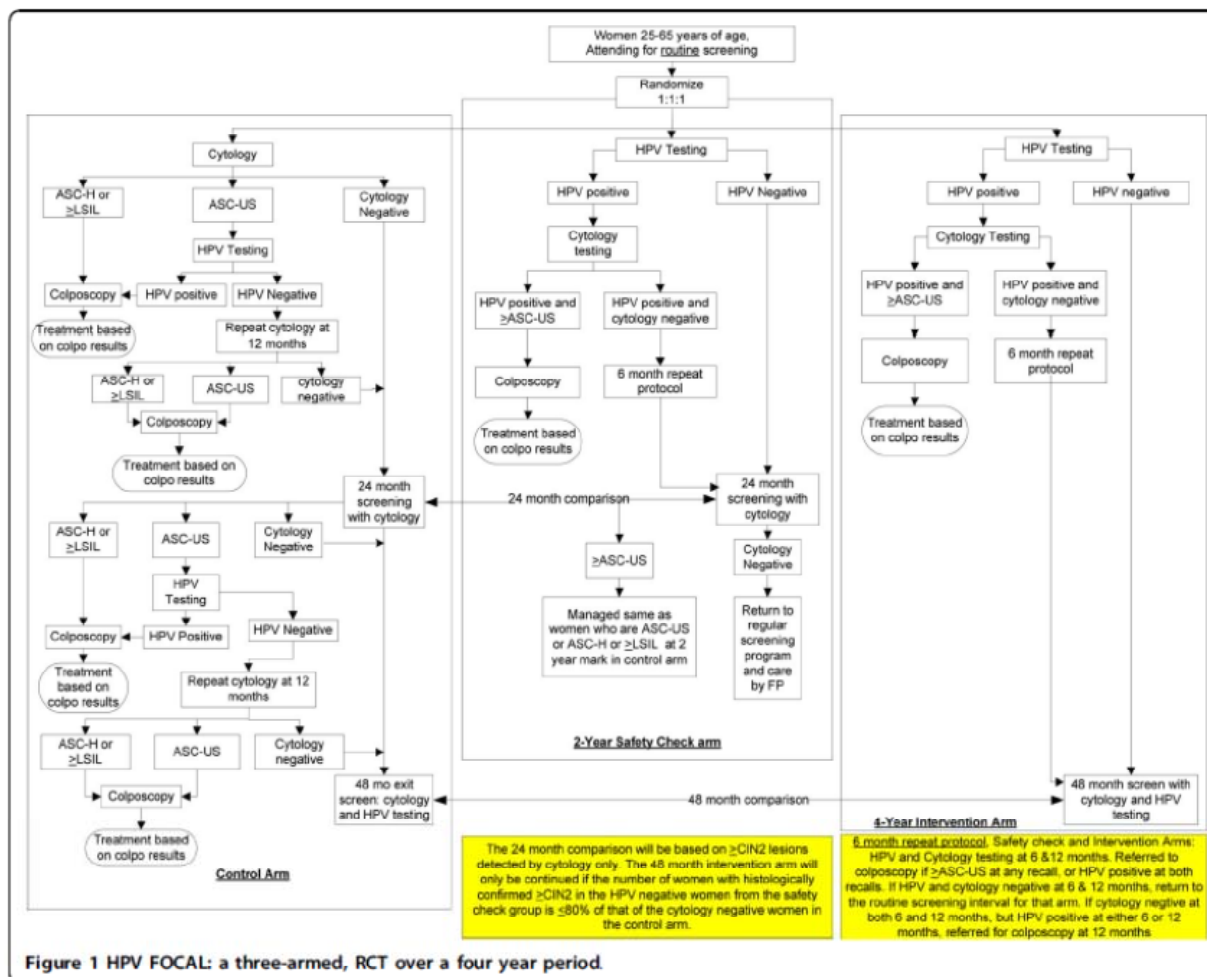 Women 25-65 years of age,
Attending for routine screening
Randomize
1:1:1
Cytology
ASC-H or
≥LSIL
ASC-US
Cytology
Negative
HPV Testing
Colposcopy
HPV positive
HPV Negative
Treatment based
on colpo results
Repeat cytology at
12 months
ASC-H or
≥LSIL
ASC-US
cytology
negative
Colposcopy
Treatment based on
colpo results
24 month
screening
with cytology
ASC-H or
≥LSIL
ASC-US
Cytology
Negative
HPV
Testing
Colposcopy
HPV Positive
HPV Negative
Treatment
based on
colpo results
Repeat cytology at 12
months
ASC-H or
≥LSIL
ASC-US
Cytology
negative
Colposcopy
48 mo exit
screen: cytology
and HPV testing
Treatment based on
colpo results
Control Arm
HPV Testing
HPV positive
HPV Negative
Cytology
testing
HPV positive and
≥ASC-US
HPV positive and
cytology negative
Colposcopy
6 month repeat
protocol
Treatment based
on colpo results
24 month comparison
24 month
screening with
cytology
≥ASC-US
Cytology
Negative
Managed same as
women who are ASC-US
or ASC-H or ≥LSIL at 2
year mark in control arm
Return to
regular
screening
program
and care
by FP
2-Year Safety Check arm
HPV Testing
HPV positive
HPV negative
Cytology Testing
HPV positive and
≥ASC-US
HPV positive and
cytology negative
Colposcopy
6 month repeat
protocol
Treatment based
on colpo results
48 month comparison
48 month screen with
cytology and HPV
testing
4-Year Intervention Arm
The 24 month comparison will be based on ≥CIN2 lesions
detected by cytology only. The 48 month intervention arm will
only be continued if the number of women with histologically
confirmed ≥CIN2 in the HPV negative women from the safety
check group is ≤80% of that of the cytology negative women in
the control arm.
6 month repeat protocol, Safety check and Intervention Arms:
HPV and Cytology testing at 6 &12 months. Referred to
colposcopy if ≥ASC-US at any recall, or HPV positive at both
recalls. If HPV and cytology negative at 6 & 12 months, return to
the routine screening interval for that arm. If cytology negtive at
both 6 and 12 months, but HPV positive at either 6 or 12
months, referred for colposcopy at 12 months
Figure 1 HPV FOCAL: a three-armed, RCT over a four year period.